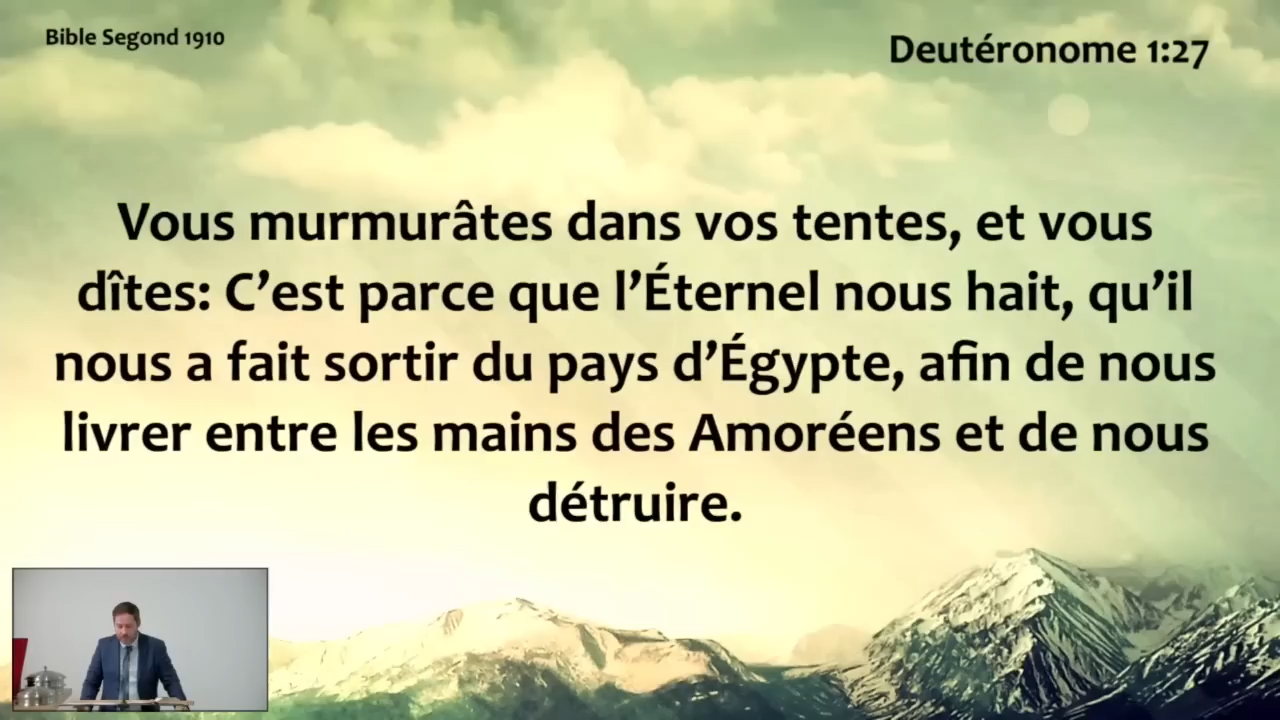 Bible Segond 1910
Deutéronome 1:27
Vous murmurâtes dans vos tentes, et vous
dîtes: C’est parce que l’Éternel nous hait, qu’il
nous a fait sortir du pays d’Égypte, afin de nous
livrer entre les mains des Amoréens et de nous
détruire.